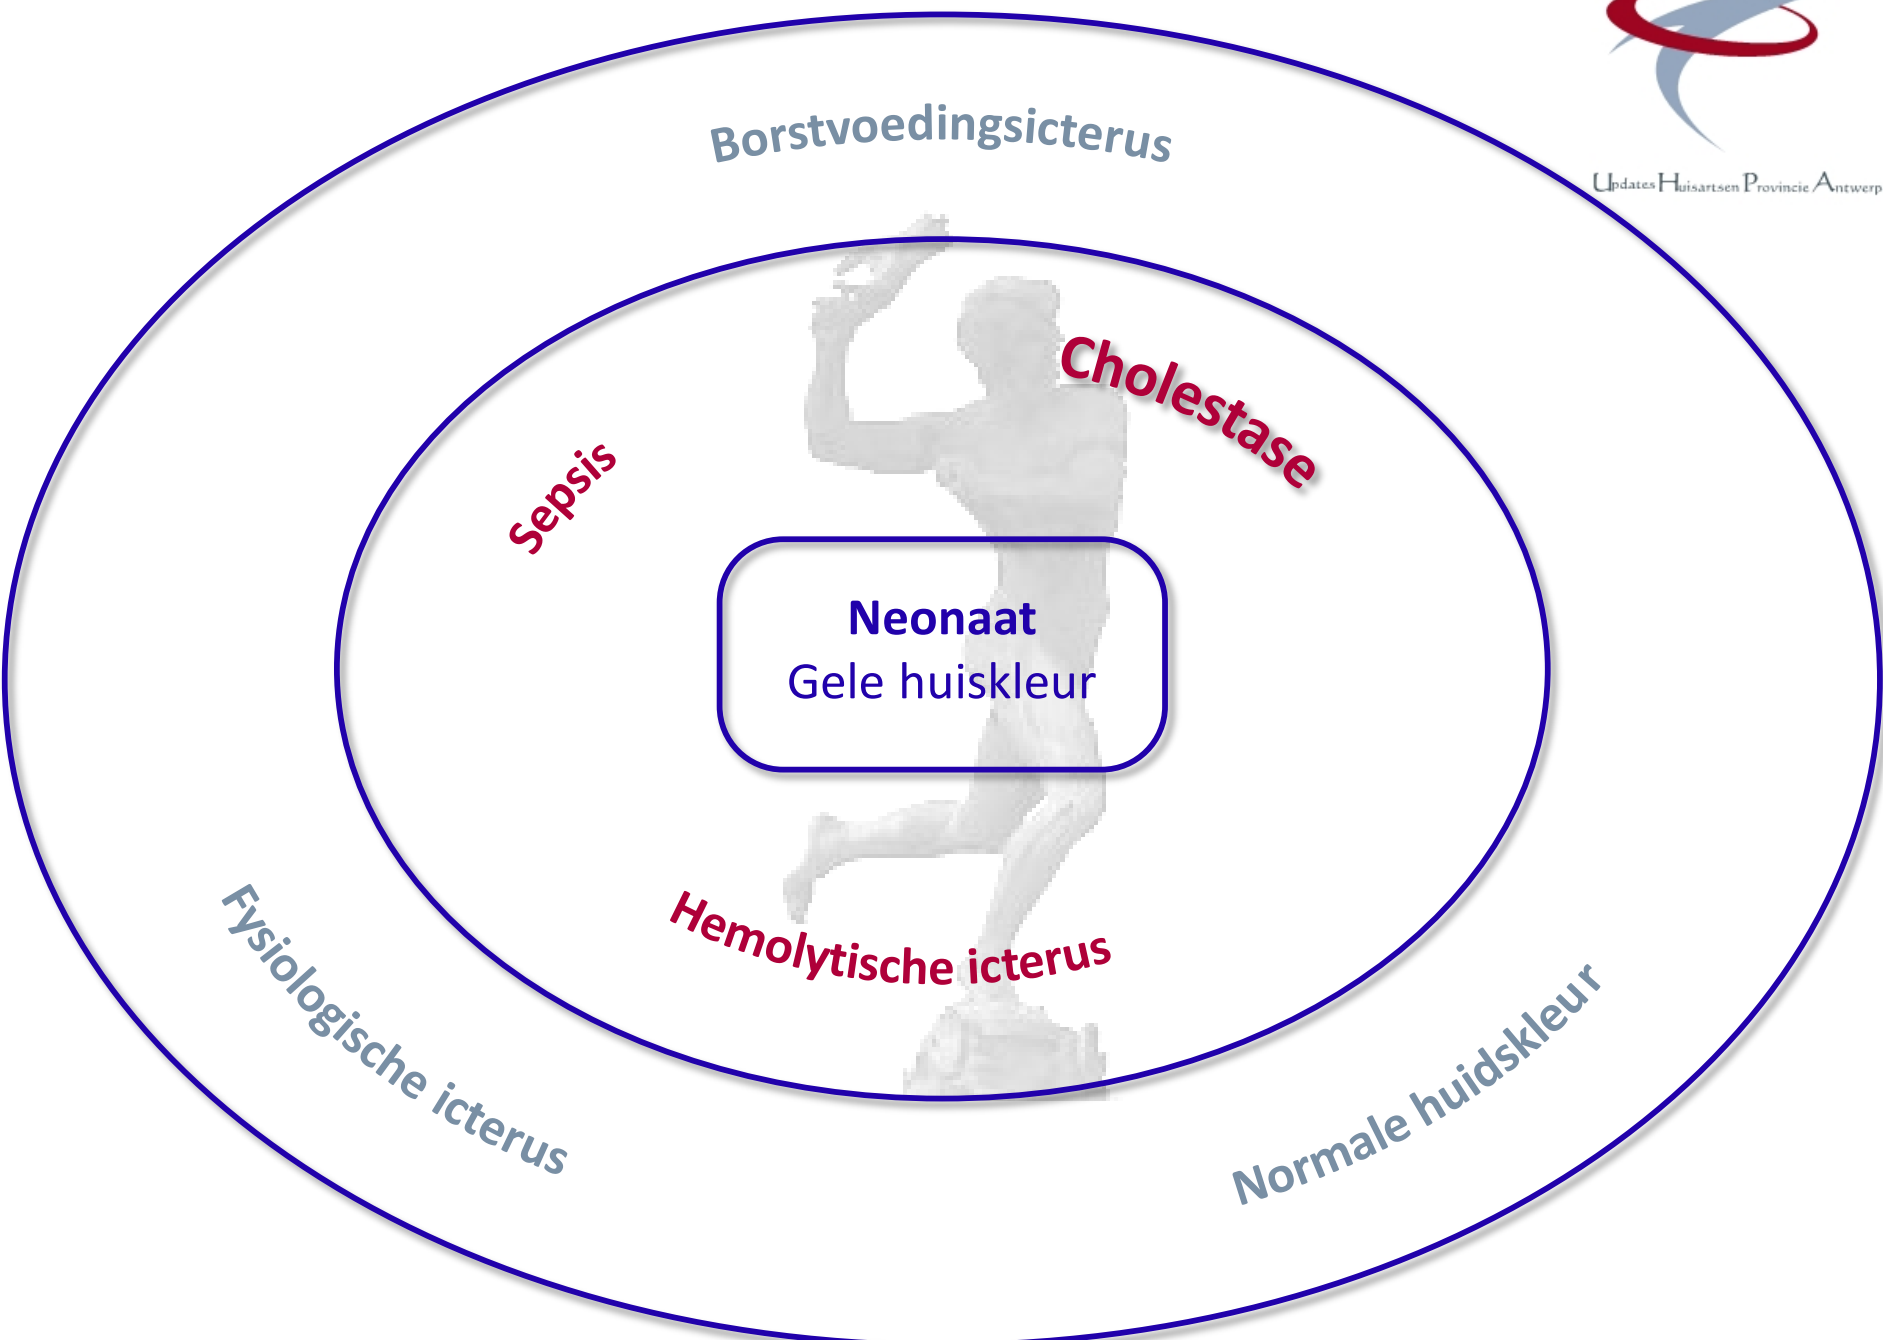 Borstvoedingsicterus
Updates Huisartsen Provincie Antwerp
Cholestase
Sepsis
Neonaat
Gele huiskleur
Hemolytische icterus
Fysiologische icterus
Normale huidskleur